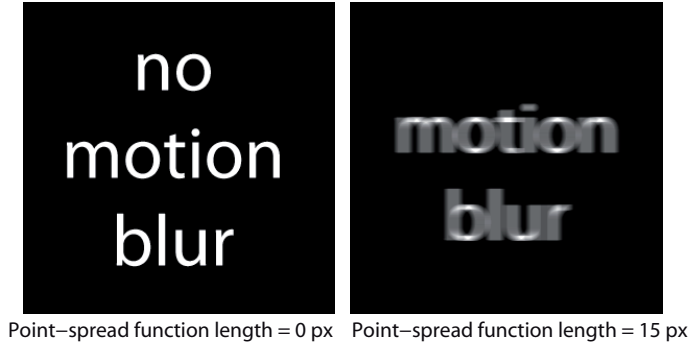 no
motion
blur
motion
blur
Point–spread function length = 0 px
Point–spread function length = 15 px